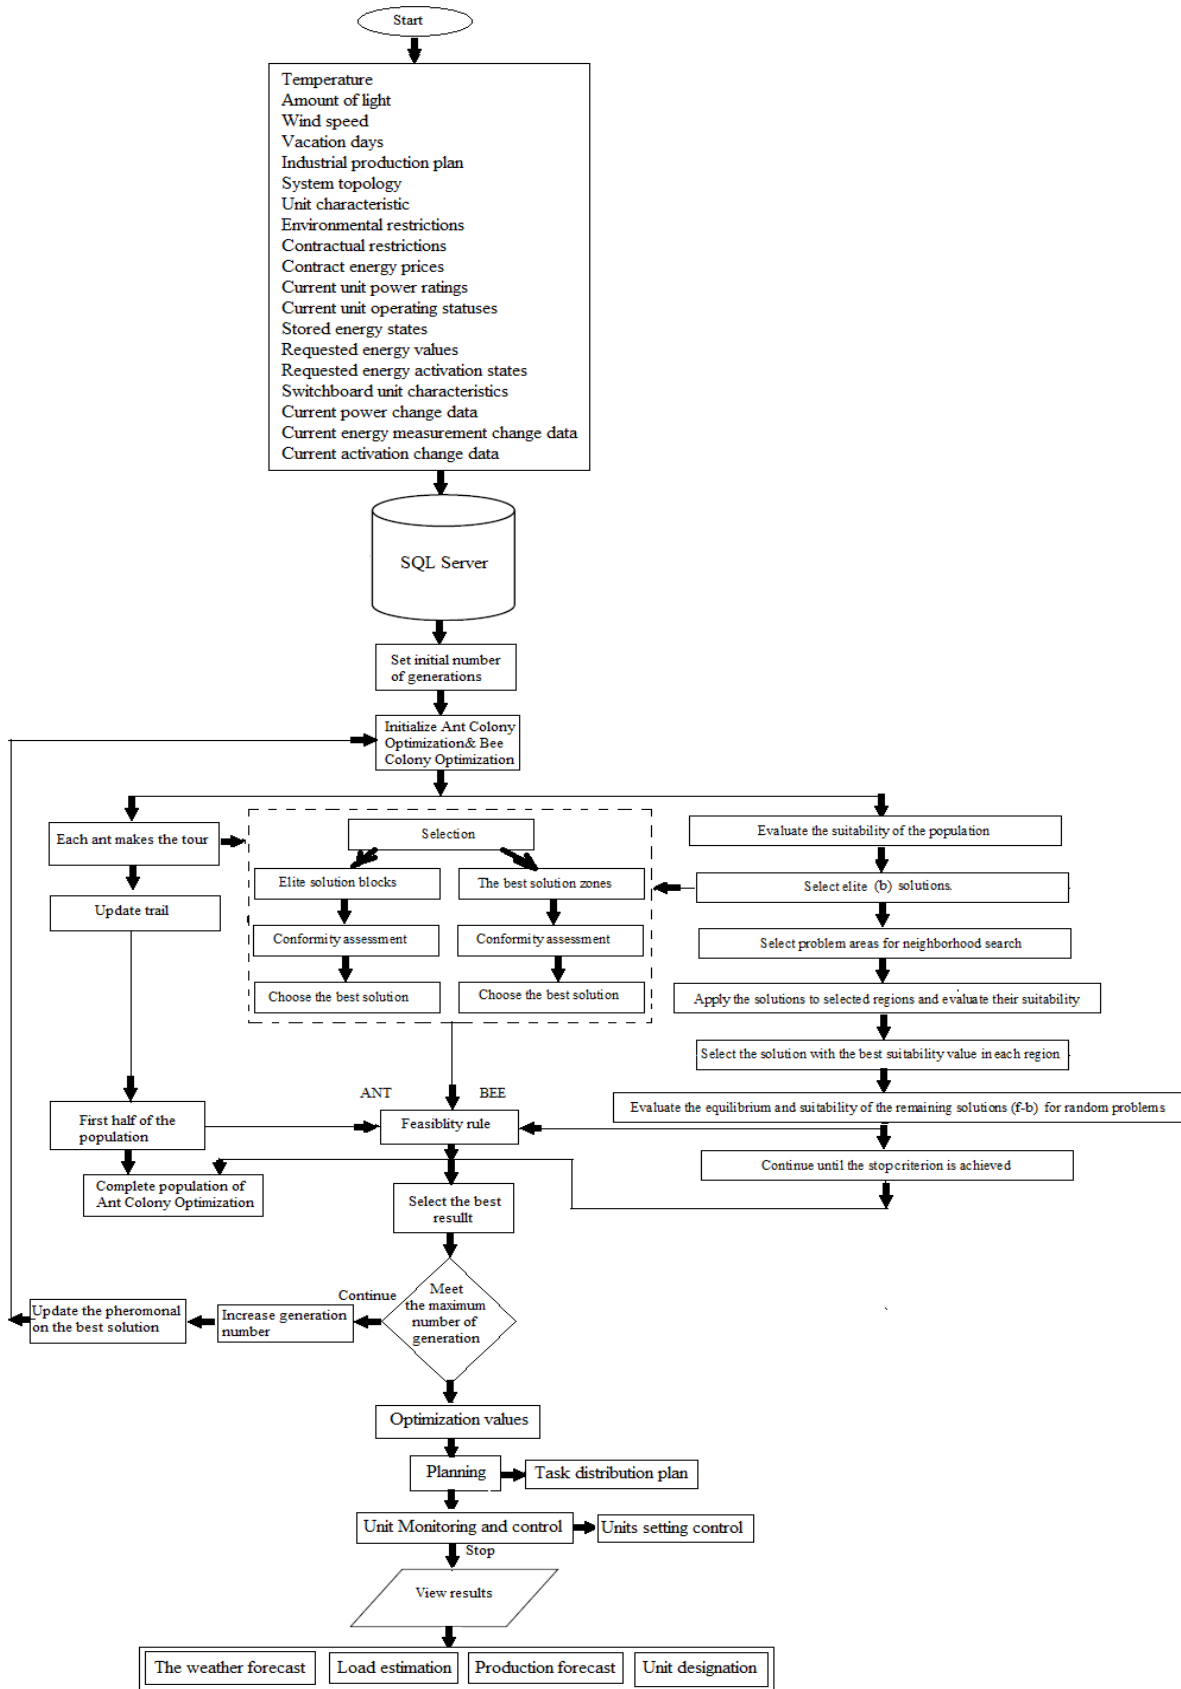 Start
Temperature
Amount of light
Wind speed
Vacation days
Industrial production plan
System topology
Unit characteristic
Environmental restrictions
Contractual restrictions
Contract energy prices
Current unit power ratings
Current unit operating statuses
Stored energy states
Requested energy values
Requested energy activation states
Switchboard unit characteristics
Current power change data
Current energy measurement change data
Current activation change data
SQL Server
Set initial number
of generations
Initialize Ant Colony
Optimization& Bee
Colony Optimization
Each ant makes the tour
Update trail
Selection
Elite solution blocks
The best solution zones
Conformity assessment
Conformity assessment
Choose the best solution
Choose the best solution
Evaluate the suitability of the population
Select elite (b) solutions.
Select problem areas for neighborhood search
Apply the solutions to selected regions and evaluate their suitability
Select the solution with the best suitability value in each region
Evaluate the equilibrium and suitability of the remaining solutions (f-b) for random problems
Continue until the stop criterion is achieved
ANT
BEE
First half of the
population
Feasiblity rule
Complete population of
Ant Colony Optimization
Select the best
resullt
Meet
the maximum
number of
generation
Continue
Increase generation
number
Update the pheromonal
on the best solution
Optimization values
Planning
Task distribution plan
Unit Monitoring and control
Units setting control
Stop
View results
The weather forecast
Load estimation
Production forecast
Unit designation